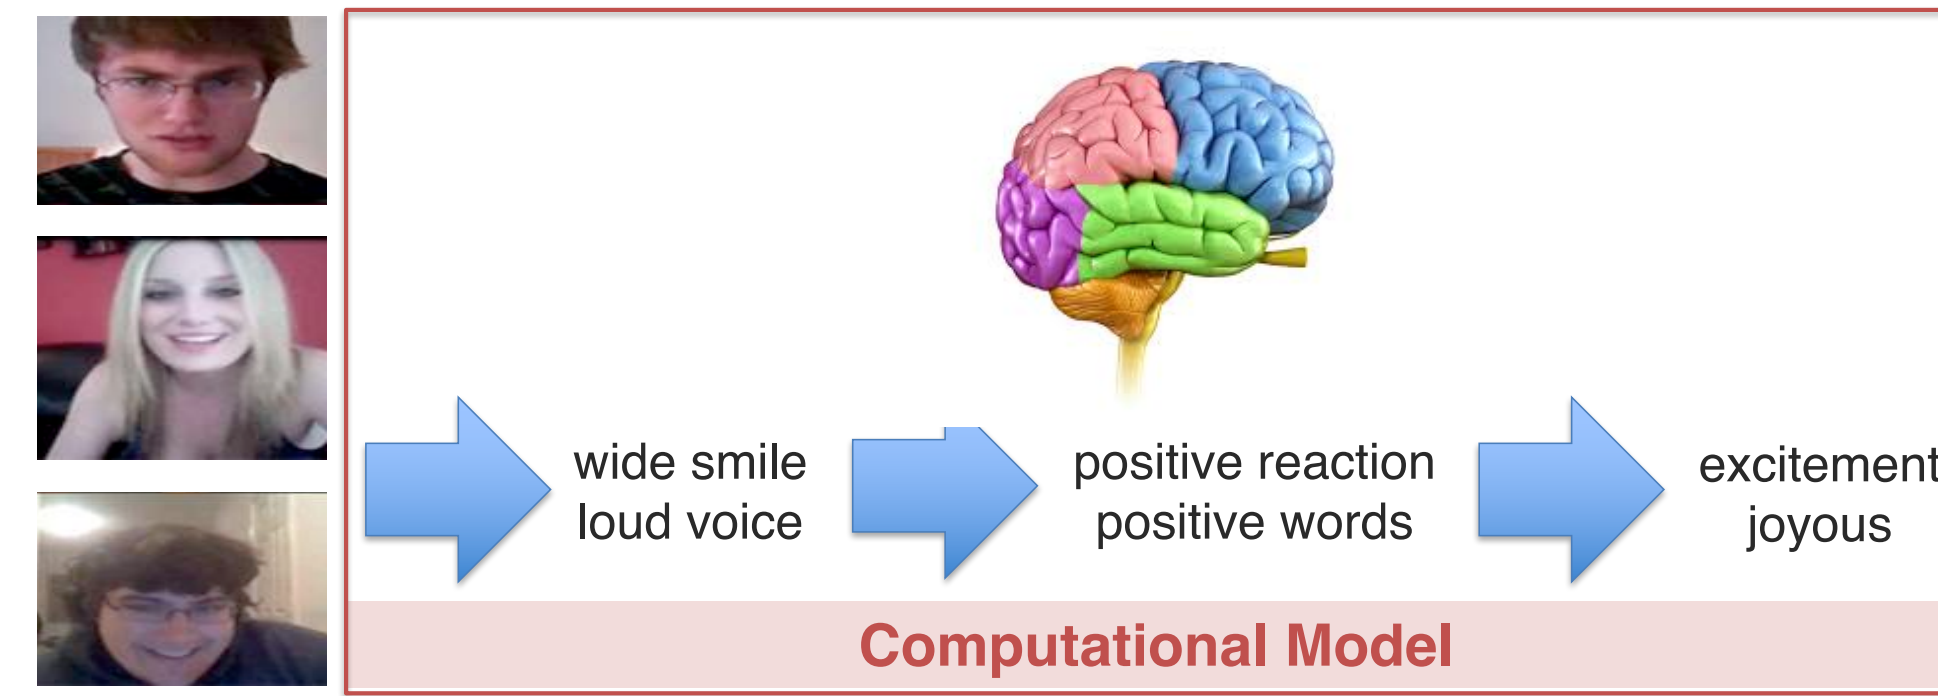 wide smile
loud voice
positive reaction
positive words
excitement
joyous
Computational Model